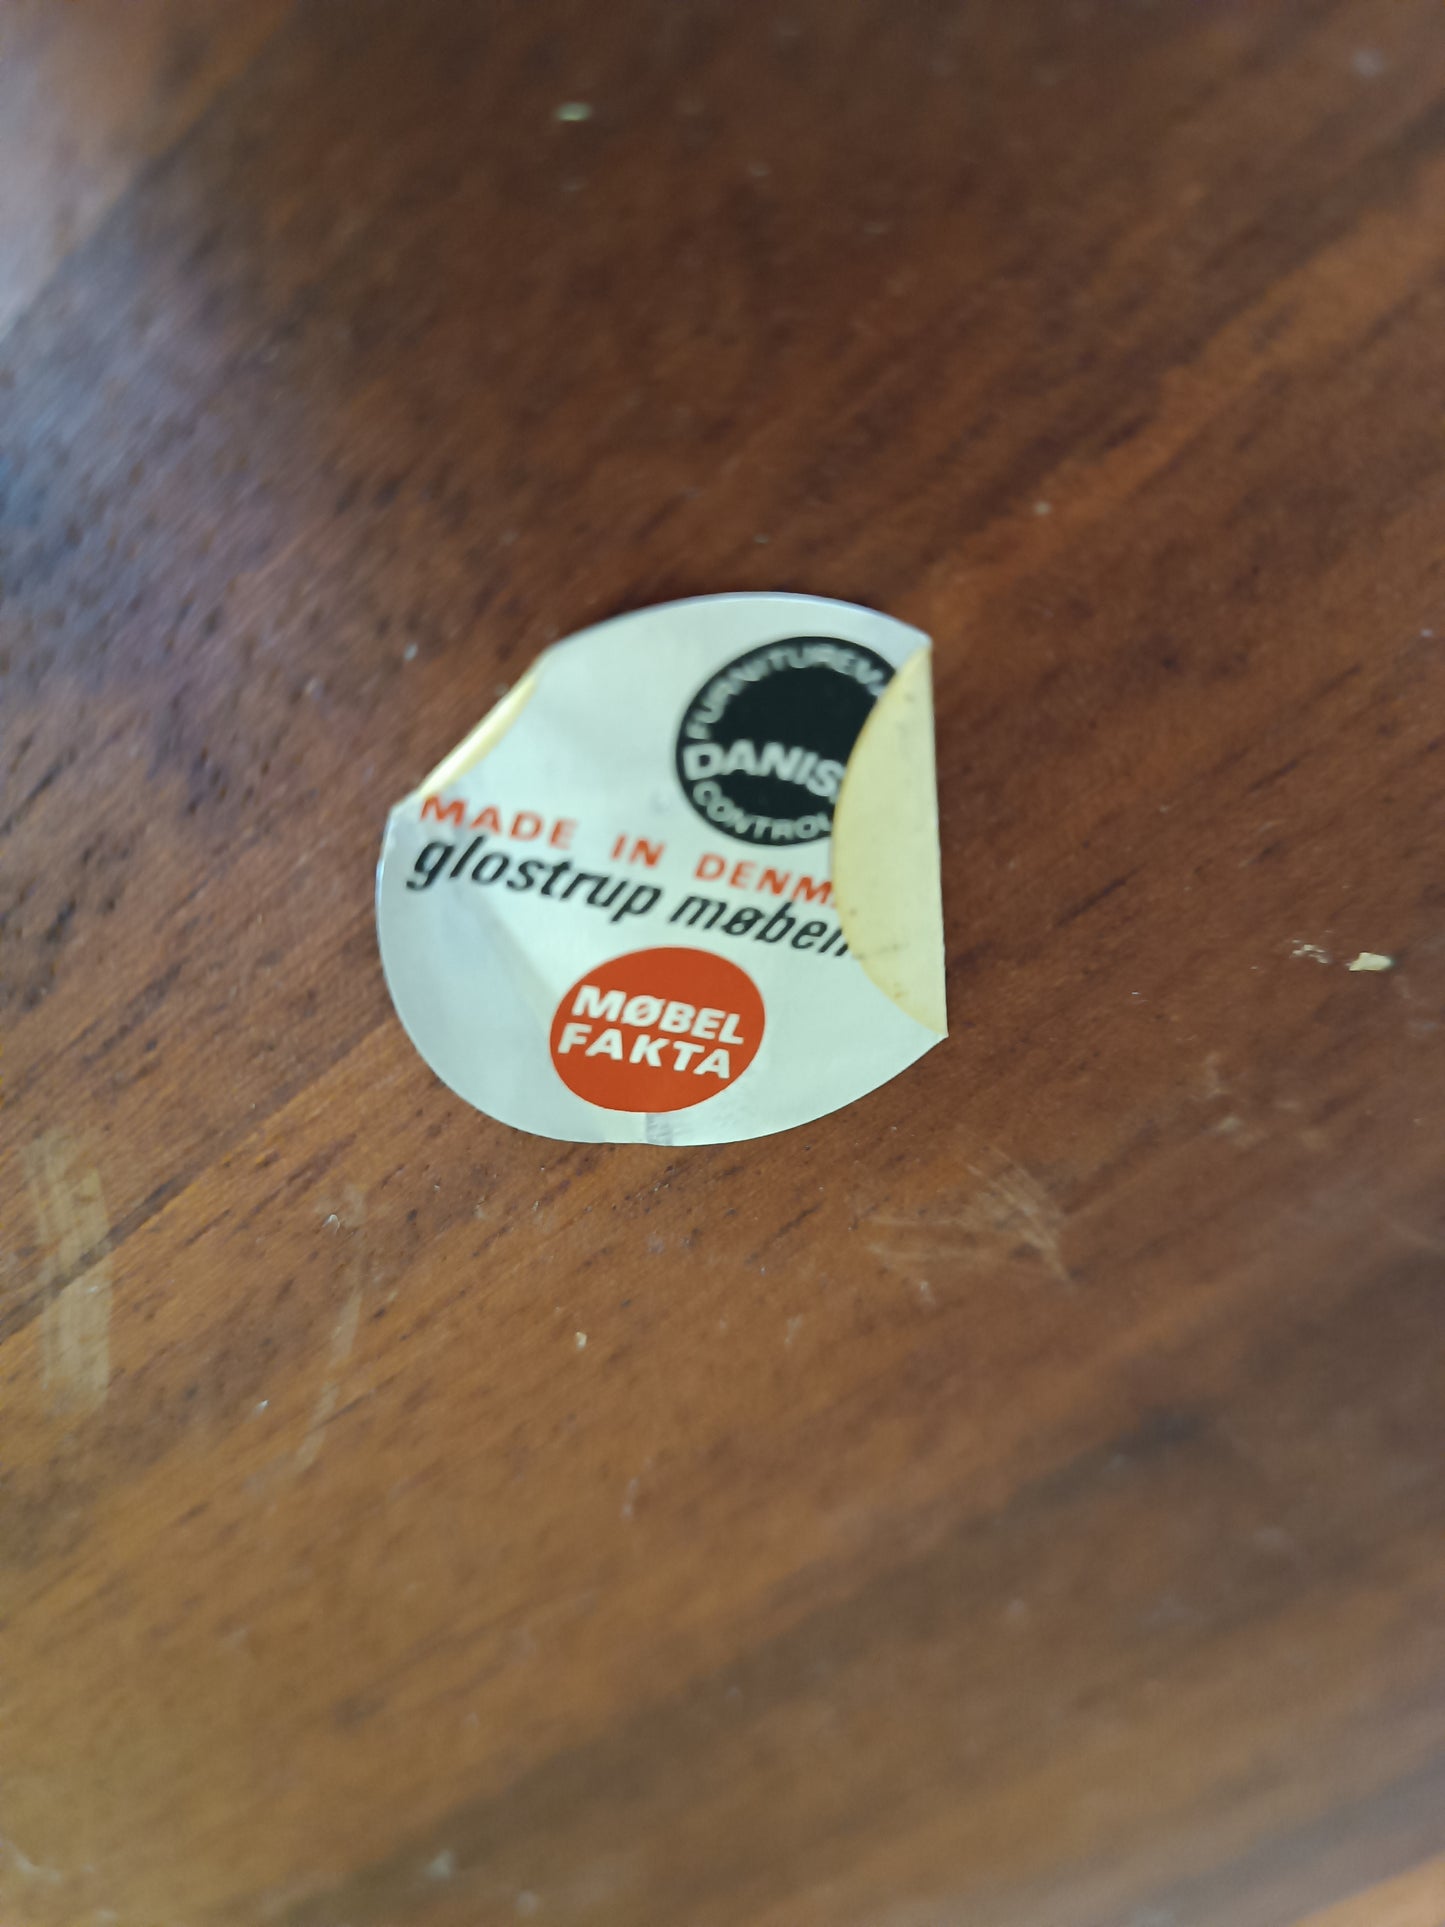 FURNITUREMA
DANIS
CONTROL
MADE IN DENM
glostrup møbel
MØBEL
FAKTA